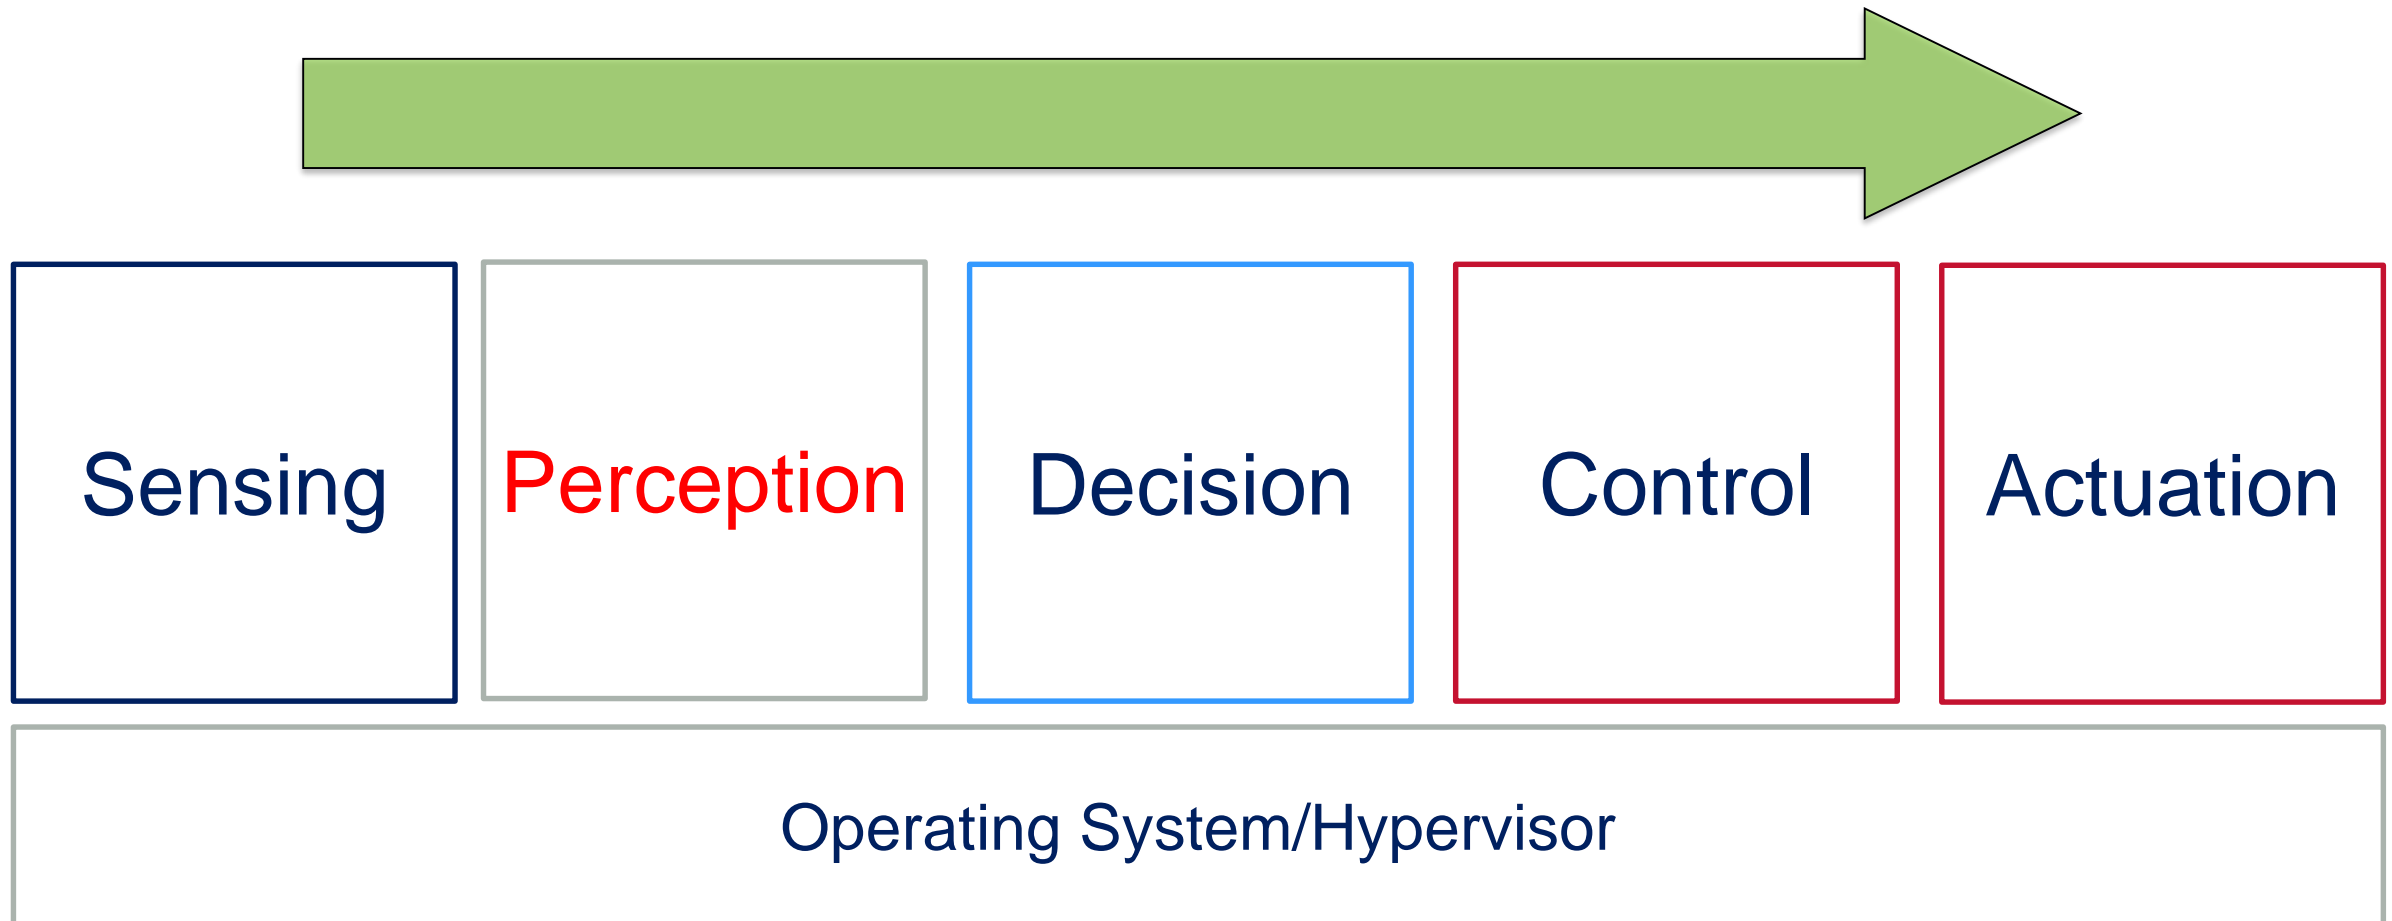 Sensing
Perception
Decision
Control
Actuation
Operating System/Hypervisor